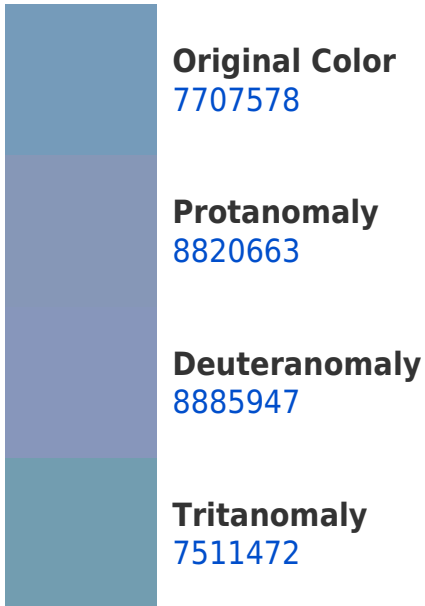 Original Color
7707578
Protanomaly
8820663
Deuteranomaly
8885947
Tritanomaly
7511472